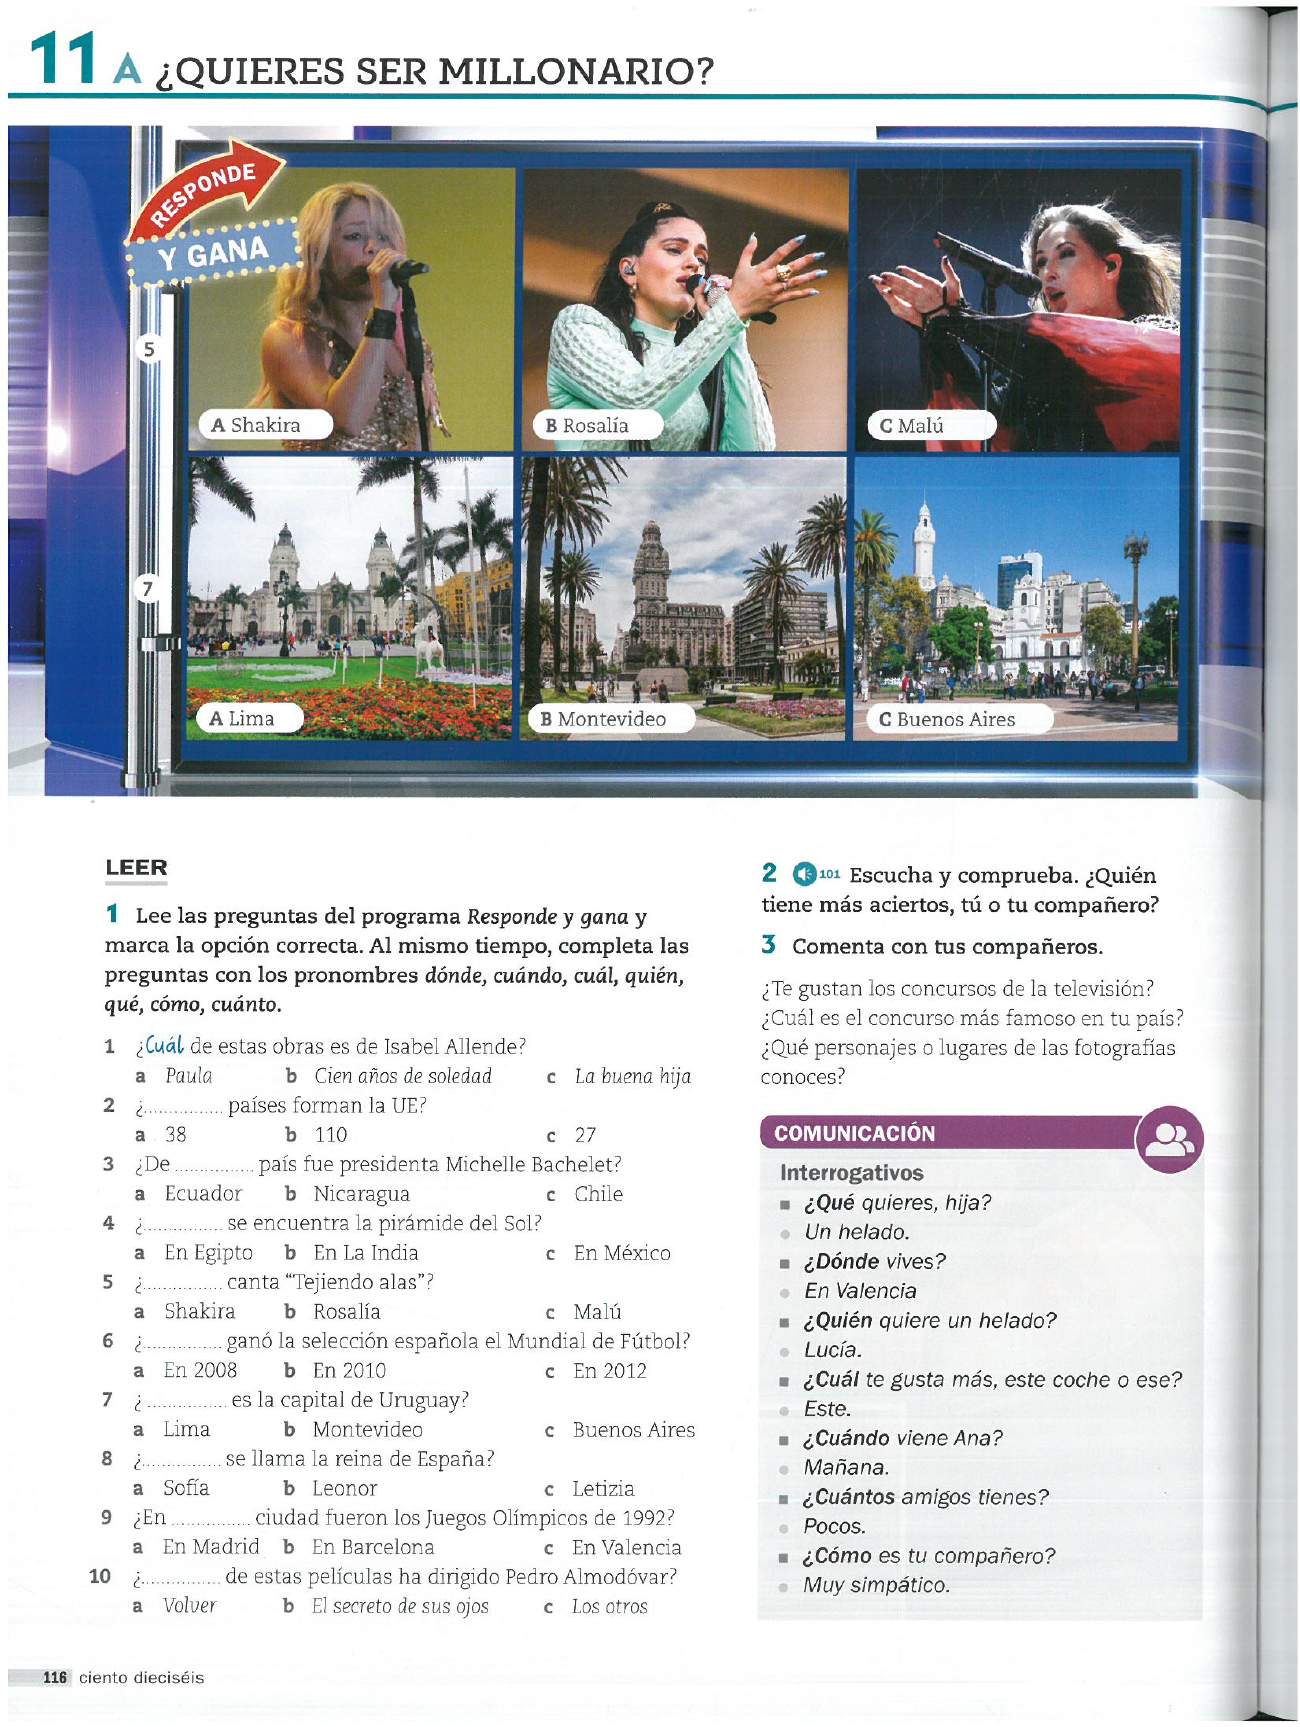 11 A ¿QUIERES SER MILLONARIO?
RESPONDE
Y GANA
5
A Shakira
B Rosalía
C Malú
7
A Lima
B Montevideo
C Buenos Aires
LEER
1 Lee las preguntas del programa Responde y gana y
marca la opción correcta. Al mismo tiempo, completa las
preguntas con los pronombres dónde, cuándo, cuál, quién,
qué, cómo, cuánto.
1 ¿Cuál de estas obras es de Isabel Allende?
a Paula b Cien años de soledad c La buena hija
2 ¿................ países forman la UE?
a 38 b 110 c 27
3 ¿De ................ país fue presidenta Michelle Bachelet?
a Ecuador b Nicaragua c Chile
4 ¿................ se encuentra la pirámide del Sol?
a En Egipto b En La India c En México
5 ¿................ canta “Tejiendo alas”?
a Shakira b Rosalía c Malú
6 ¿................ ganó la selección española el Mundial de Fútbol?
a En 2008 b En 2010 c En 2012
7 ¿ ................ es la capital de Uruguay?
a Lima b Montevideo c Buenos Aires
8 ¿................ se llama la reina de España?
a Sofía b Leonor c Letizia
9 ¿En ................ ciudad fueron los Juegos Olímpicos de 1992?
a En Madrid b En Barcelona c En Valencia
10 ¿................ de estas películas ha dirigido Pedro Almodóvar?
a Volver b El secreto de sus ojos c Los otros
2 101 Escucha y comprueba. ¿Quién
tiene más aciertos, tú o tu compañero?
3 Comenta con tus compañeros.
¿Te gustan los concursos de la televisión?
¿Cuál es el concurso más famoso en tu país?
¿Qué personajes o lugares de las fotografías
conoces?
COMUNICACIÓN
Interrogativos
■ ¿Qué quieres, hija?
● Un helado.
■ ¿Dónde vives?
● En Valencia
■ ¿Quién quiere un helado?
● Lucía.
■ ¿Cuál te gusta más, este coche o ese?
● Este.
■ ¿Cuándo viene Ana?
● Mañana.
■ ¿Cuántos amigos tienes?
● Pocos.
■ ¿Cómo es tu compañero?
● Muy simpático.
116 ciento dieciséis